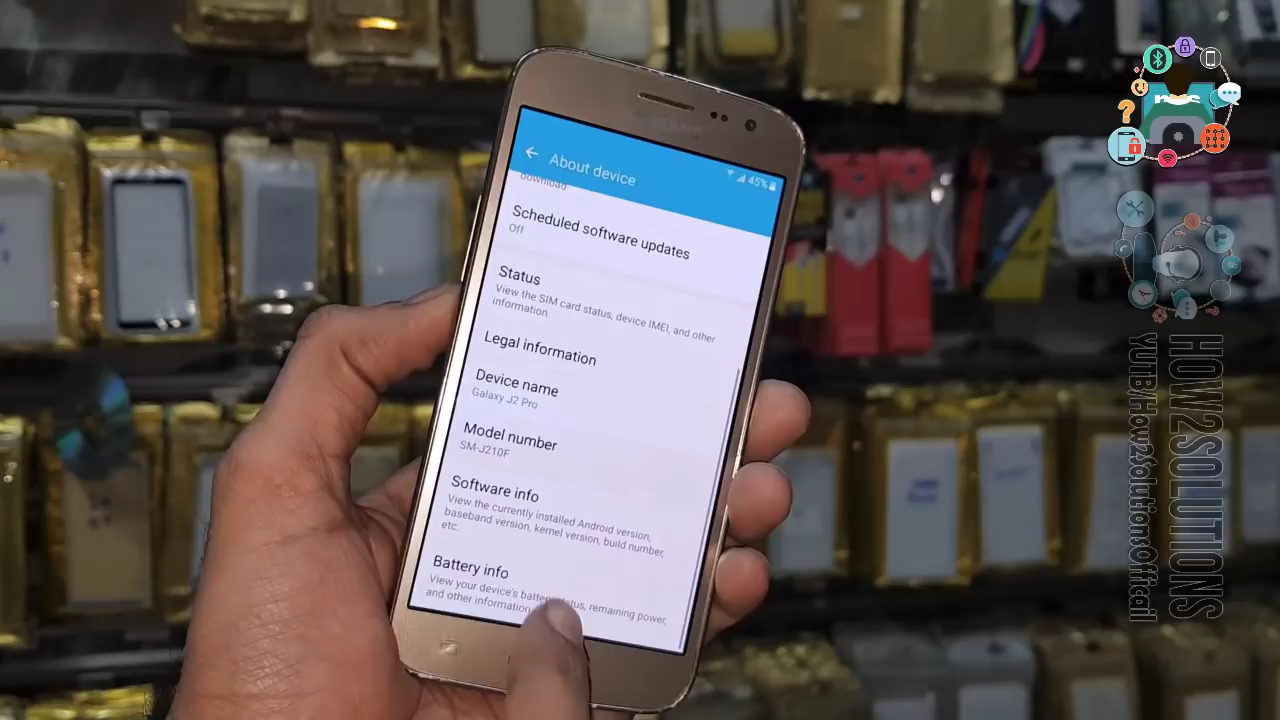 About device
45%
download
Scheduled software updates
Off
Status
View the SIM card status, device IMEI, and other
information.
Legal information
Device name
Galaxy J2 Pro
Model number
SM-J210F
Software info
View the currently installed Android version,
baseband version, kernel version, build number,
etc.
Battery info
View your device's battery status, remaining power,
and other information.
HOW2SOLUTIONS
YUTB/How2SolutionsOffcail